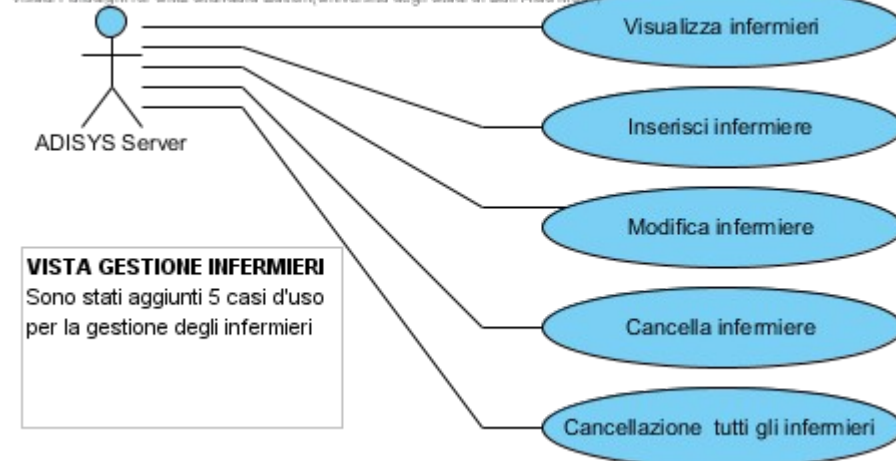 Visualizza infermieri
Inserisci infermiere
ADISYS Server
Modifica infermiere
VISTA GESTIONE INFERMIERI
Sono stati aggiunti 5 casi d'uso
per la gestione degli infermieri
Cancella infermiere
Cancellazione tutti gli infermieri